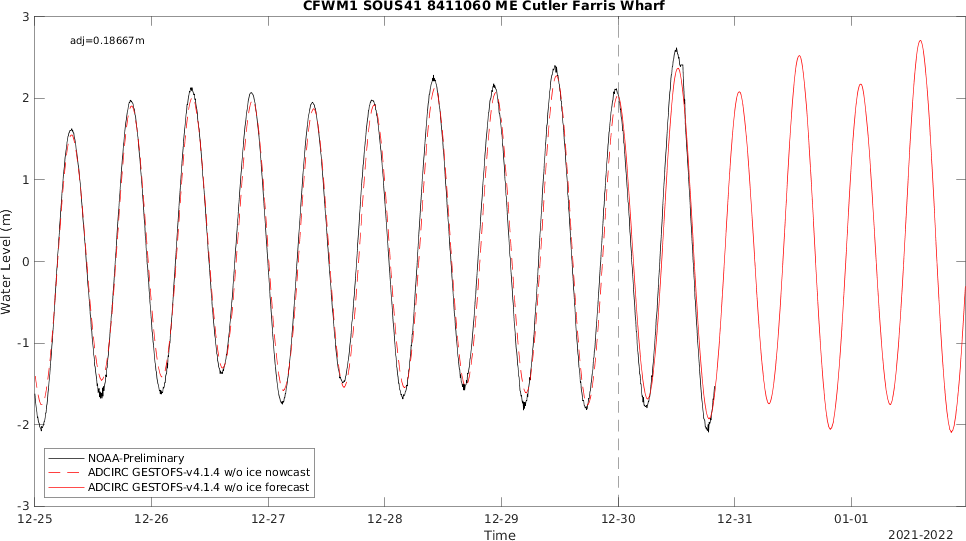 CFWM1 SOUS41 8411060 ME Cutler Farris Wharf
adj=0.18667m
3
2
1
0
-1
-2
-3
Water Level (m)
NOAA-Preliminary
ADCIRC GESTOFS-v4.1.4 w/o ice nowcast
ADCIRC GESTOFS-v4.1.4 w/o ice forecast
12-25 12-26 12-27 12-28 12-29 12-30 12-31 01-01
Time
2021-2022